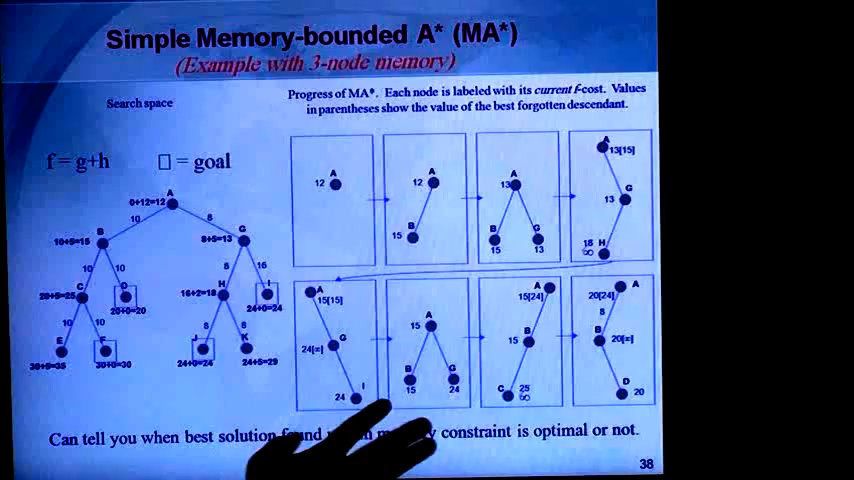 Simple Memory-bounded A* (MA*)
(Example with 3-node memory)
Search space
Progress of MA*. Each node is labeled with its current f-cost. Values
in parentheses show the value of the best forgotten descendant.
f = g+h
□ = goal
A
0+12=12
10
8
B
10+5=15
G
8+5=13
10
10
8
16
C
20+5=25
D
20+0=20
H
16+2=18
I
24+0=24
10
10
8
8
E
30+5=35
F
30+0=30
J
24+0=24
K
24+5=29
A
12
A
12
B
15
A
13
B
15
G
13
A
13[15]
G
13
18 H
∞
A
15[15]
G
24[∞]
I
24
A
15
B
15
G
24
A
15[24]
B
15
C
25
∞
A
20[24]
8
B
20[∞]
D
20
Can tell you when best solution found constraint is optimal or not.
38